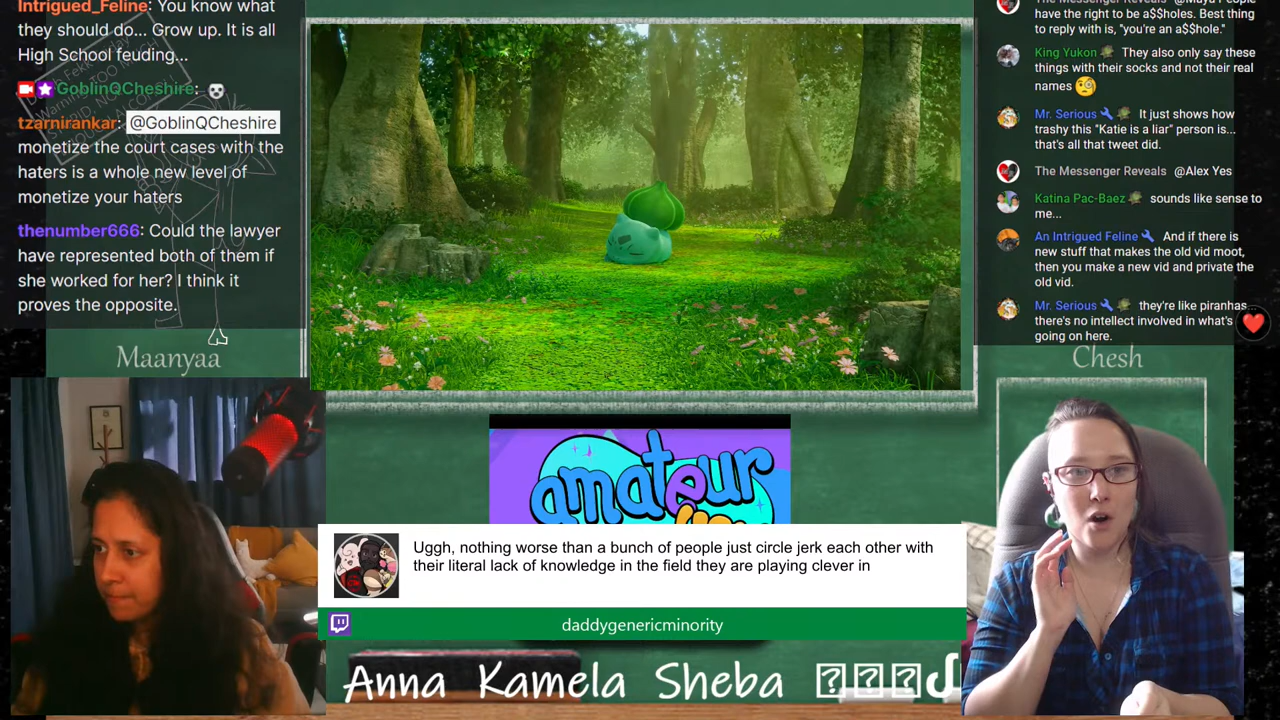 Intrigued_Feline: You know what
they should do... Grow up. It is all
High School feuding...
GoblinQCheshire:
tzarnirankar: @GoblinQCheshire
monetize the court cases with the
haters is a whole new level of
monetize your haters
thenumber666: Could the lawyer
have represented both of them if
she worked for her? I think it
proves the opposite.
Maanyaa
amateur
Uggh, nothing worse than a bunch of people just circle jerk each other with
their literal lack of knowledge in the field they are playing clever in
daddygenericminority
Anna Kamela Sheba
The Messenger Reveals @Maya People
have the right to be a$$holes. Best thing
to reply with is, "you're an a$$hole."
King Yukon They also only say these
things with their socks and not their real
names
Mr. Serious It just shows how
trashy this "Katie is a liar" person is...
that's all that tweet did.
The Messenger Reveals @Alex Yes
Katina Pac-Baez sounds like sense to
me...
An Intrigued Feline And if there is
new stuff that makes the old vid moot,
then you make a new vid and private the
old vid.
Mr. Serious they're like piranhas...
there's no intellect involved in what's
going on here.
Chesh